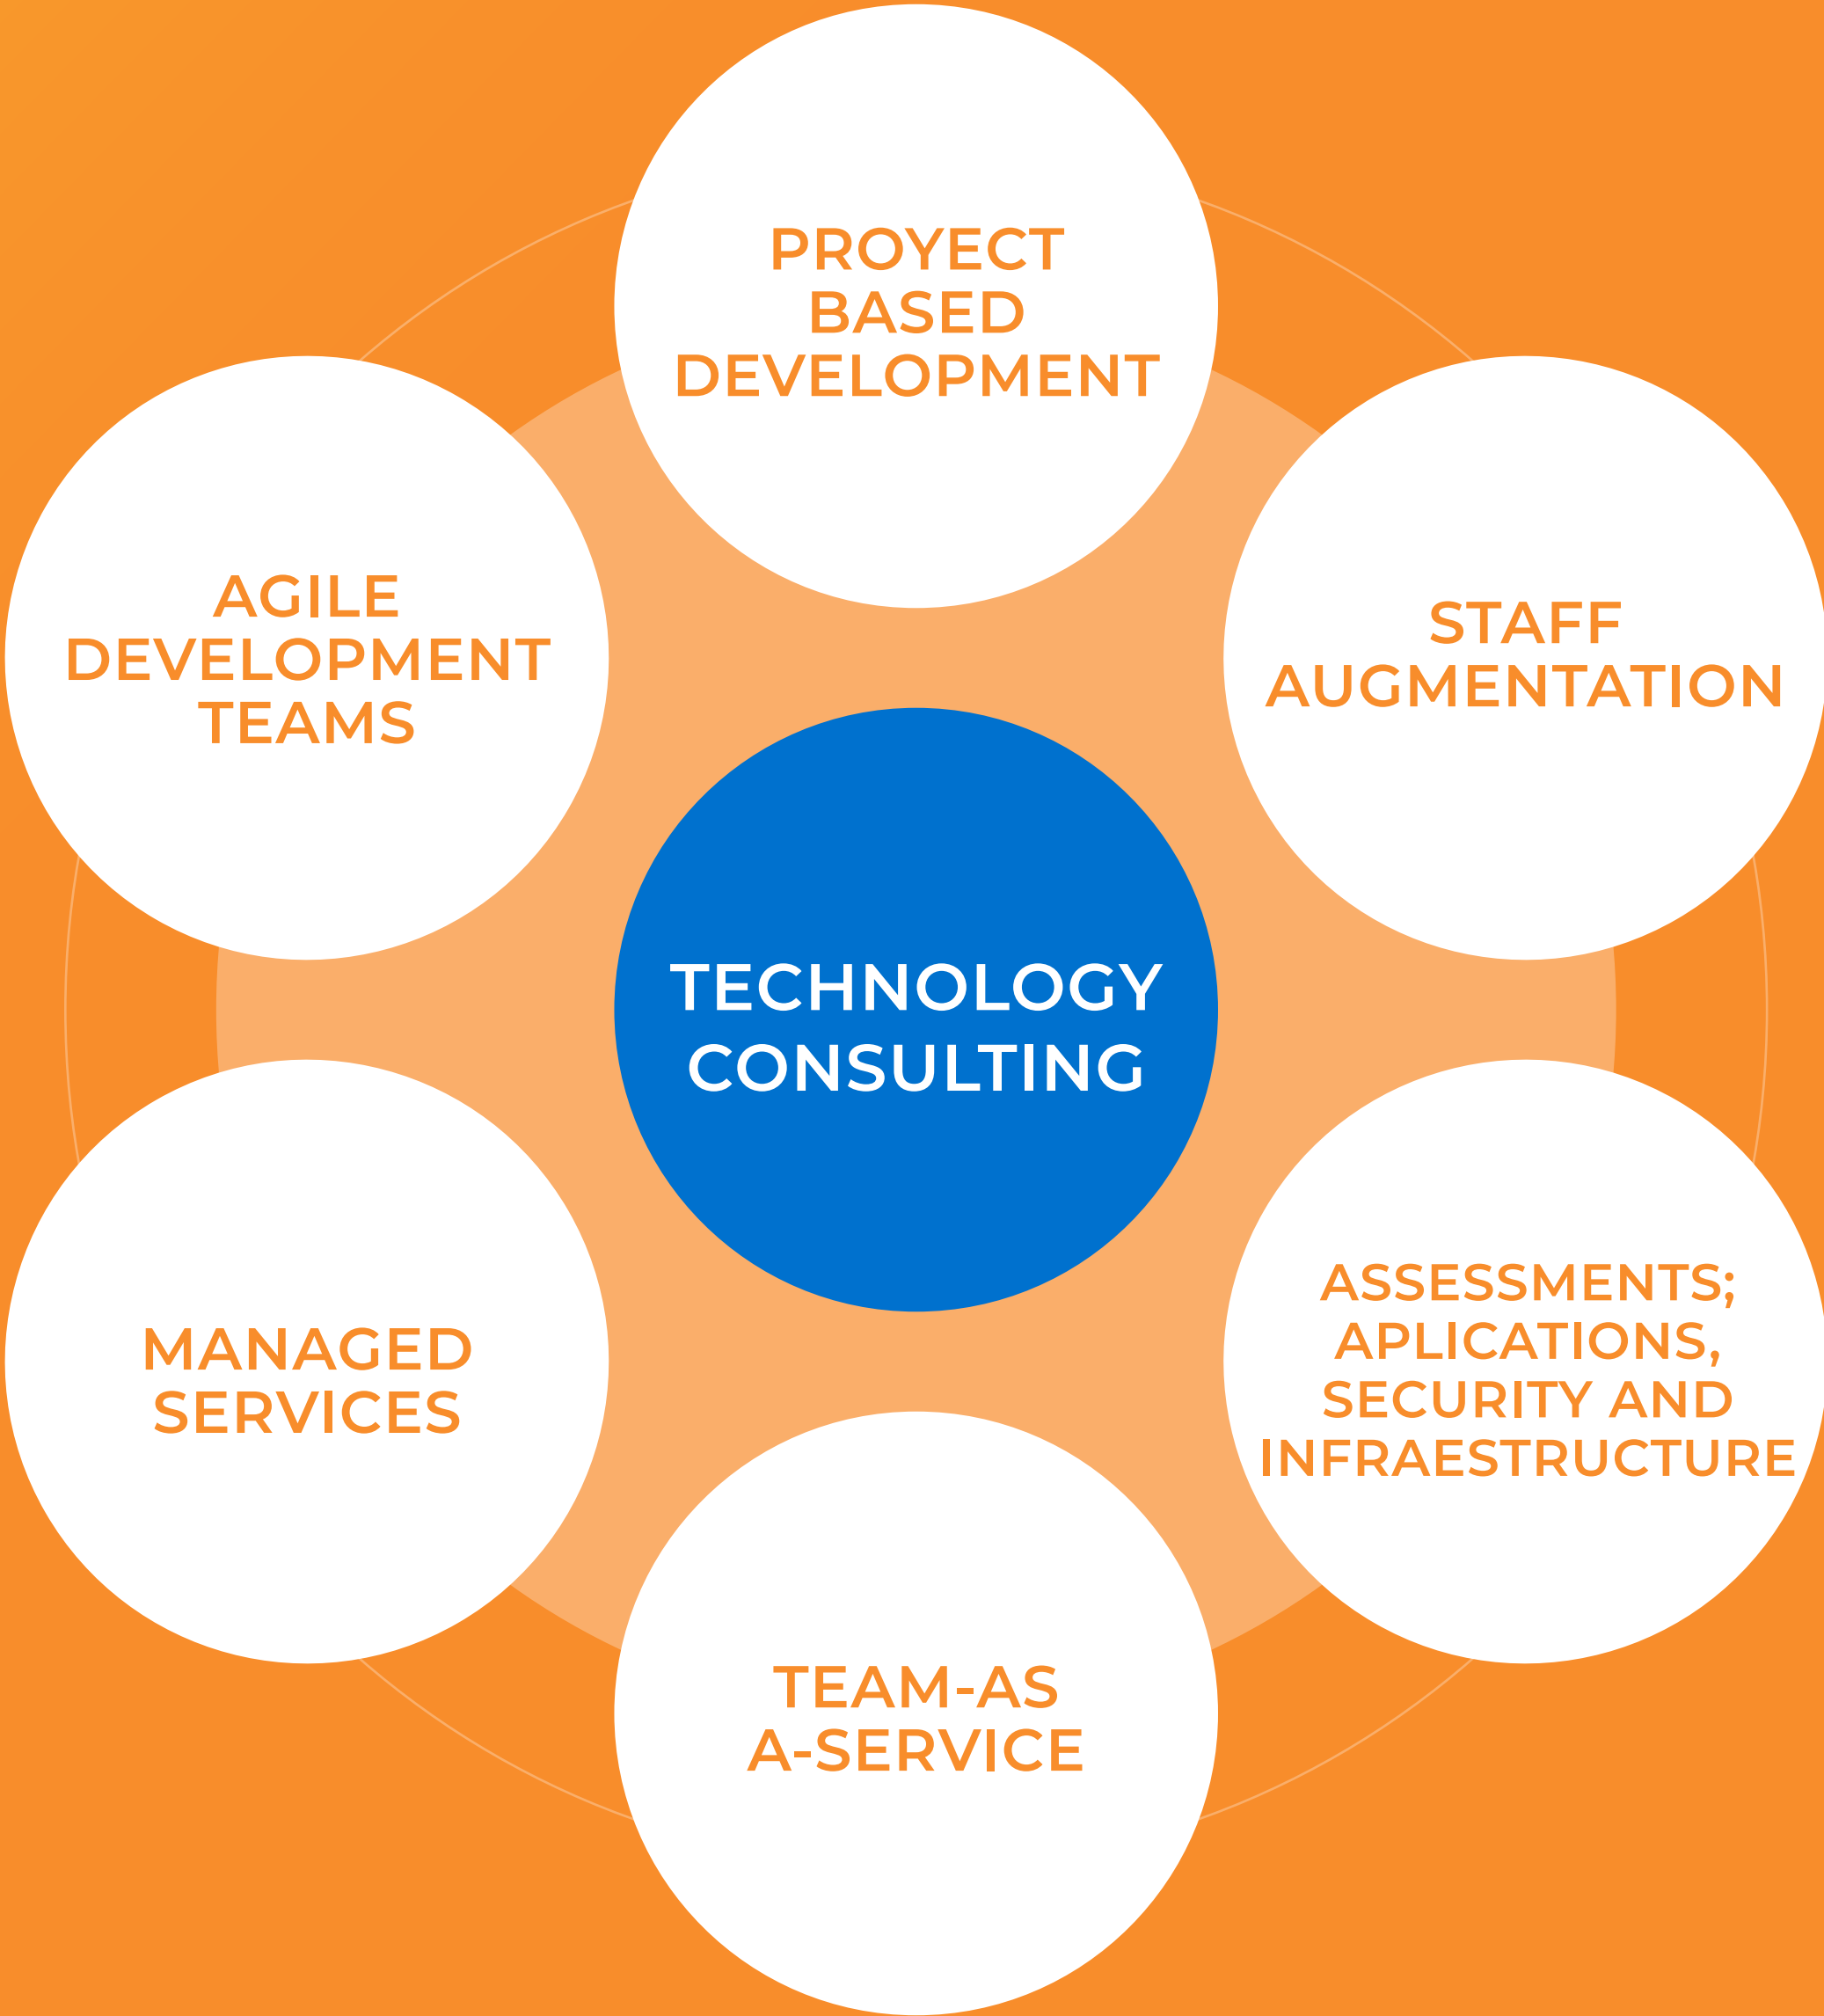 PROYECT
BASED
DEVELOPMENT
AGILE
DEVELOPMENT
TEAMS
STAFF
AUGMENTATION
TECHNOLOGY
CONSULTING
MANAGED
SERVICES
ASSESSMENTS;
APLICATIONS,
SECURITY AND
INFRAESTRUCTURE
TEAM-AS
A-SERVICE